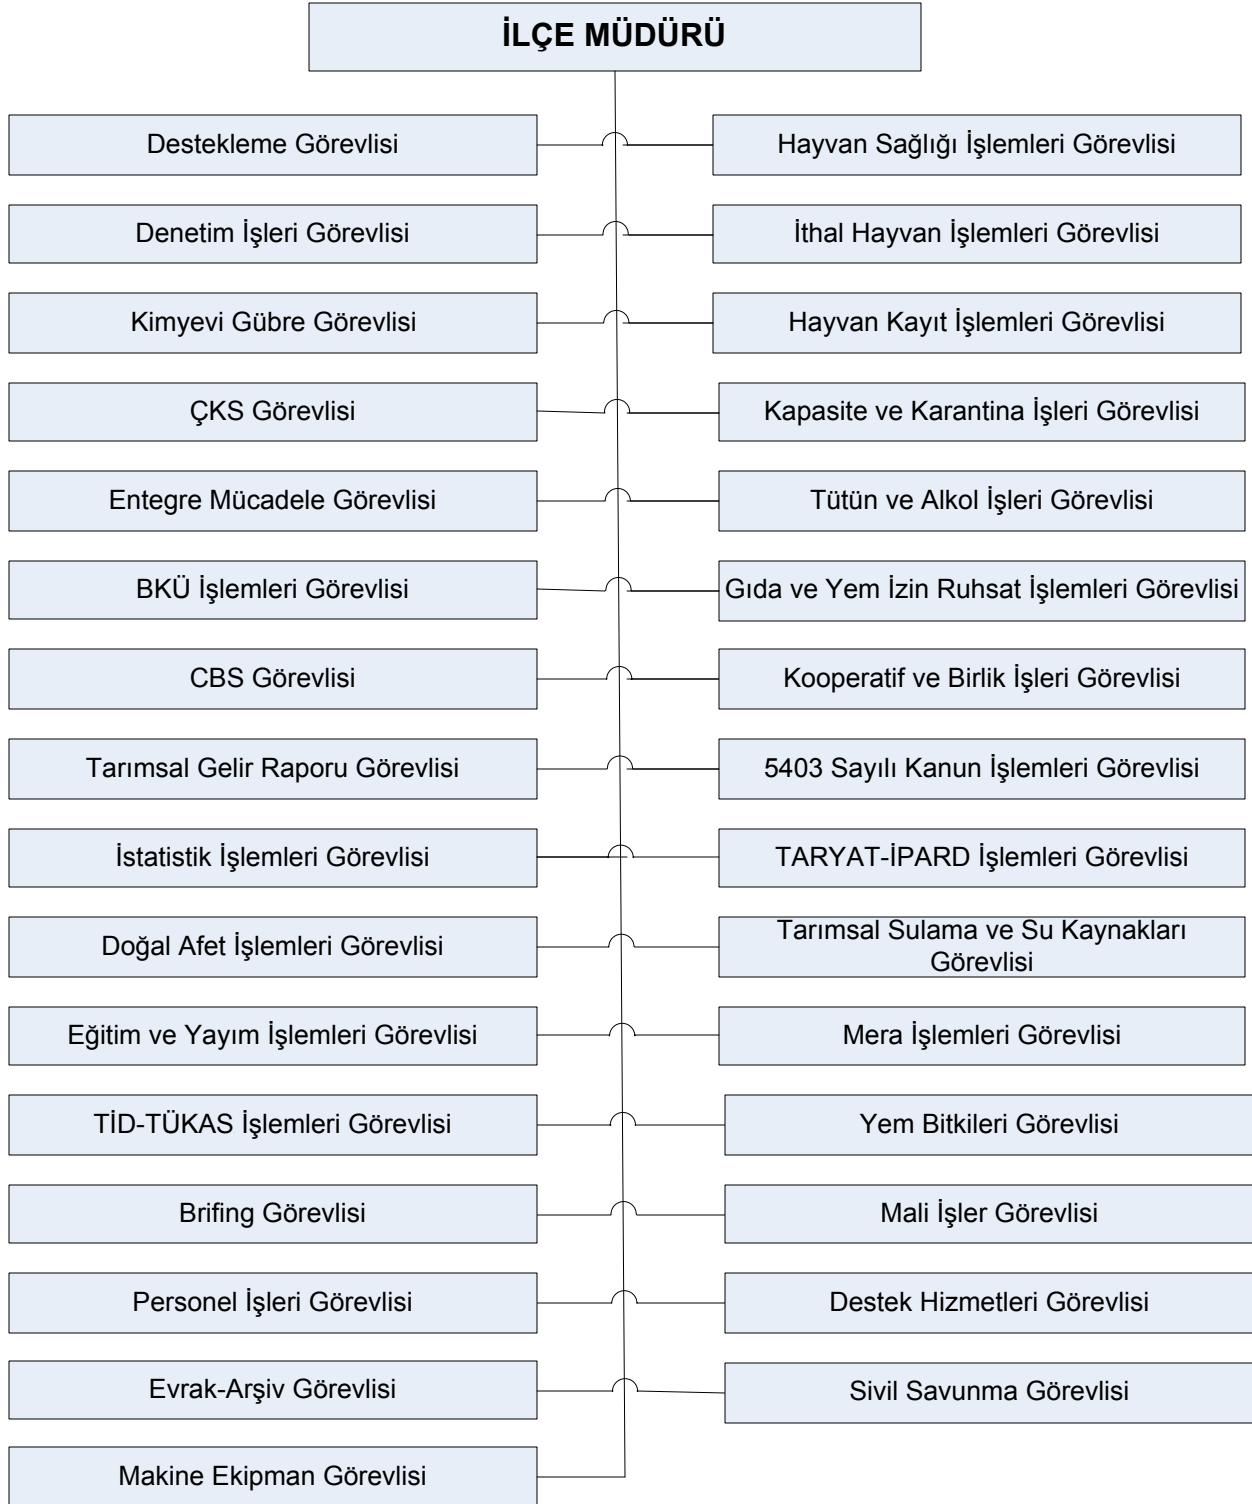 İLÇE MÜDÜRÜ
Destekleme Görevlisi
Hayvan Sağlığı İşlemleri Görevlisi
Denetim İşleri Görevlisi
İthal Hayvan İşlemleri Görevlisi
Kimyevi Gübre Görevlisi
Hayvan Kayıt İşlemleri Görevlisi
ÇKS Görevlisi
Kapasite ve Karantina İşleri Görevlisi
Entegre Mücadele Görevlisi
Tütün ve Alkol İşleri Görevlisi
BKÜ İşlemleri Görevlisi
Gıda ve Yem İzin Ruhsat İşlemleri Görevlisi
CBS Görevlisi
Kooperatif ve Birlik İşleri Görevlisi
Tarımsal Gelir Raporu Görevlisi
5403 Sayılı Kanun İşlemleri Görevlisi
İstatistik İşlemleri Görevlisi
TARYAT-İPARD İşlemleri Görevlisi
Doğal Afet İşlemleri Görevlisi
Tarımsal Sulama ve Su Kaynakları
Görevlisi
Eğitim ve Yayım İşlemleri Görevlisi
Mera İşlemleri Görevlisi
TİD-TÜKAS İşlemleri Görevlisi
Yem Bitkileri Görevlisi
Brifing Görevlisi
Mali İşler Görevlisi
Personel İşleri Görevlisi
Destek Hizmetleri Görevlisi
Evrak-Arşiv Görevlisi
Sivil Savunma Görevlisi
Makine Ekipman Görevlisi